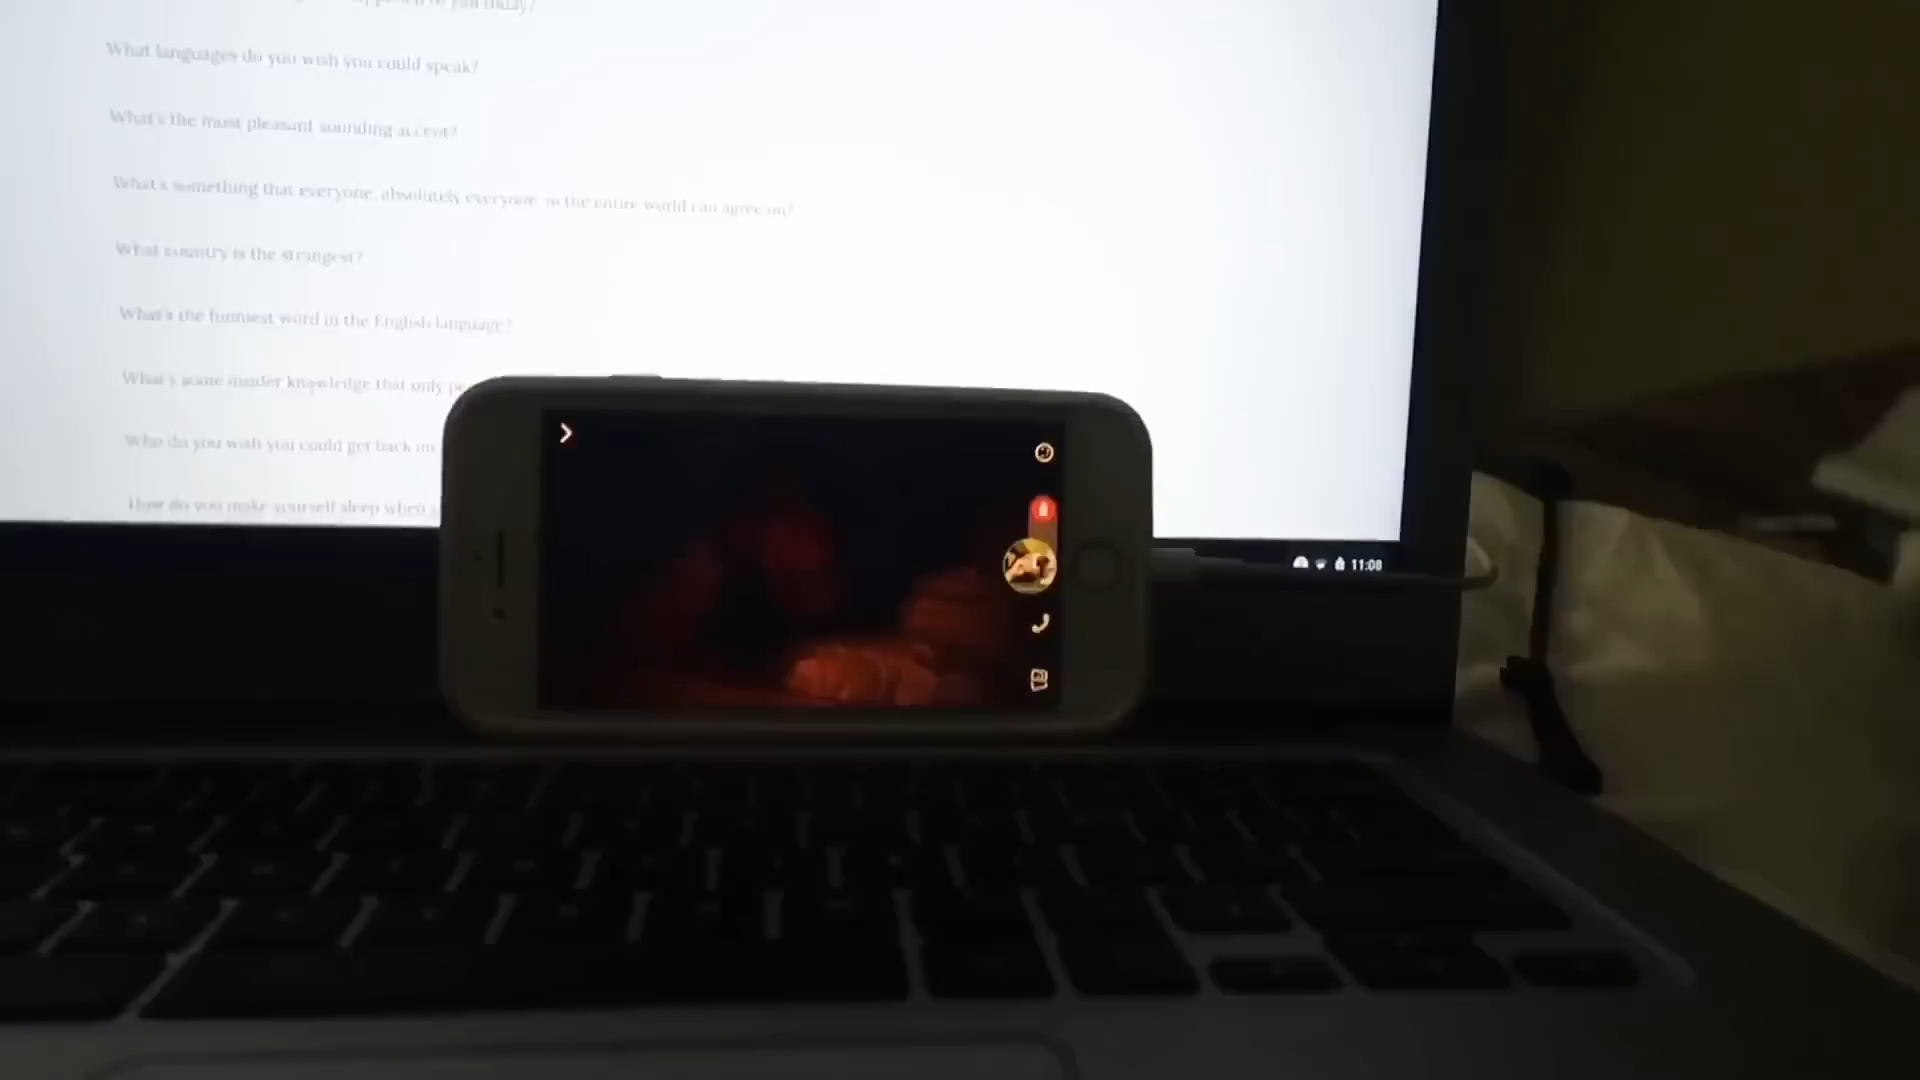 you today?
What languages do you wish you could speak?
What's the most pleasant sounding accent?
What's something that everyone, absolutely everyone, in the entire world can agree on?
What country is the strangest?
What's the funniest word in the English language?
What's some insider knowledge that only
Who do you wish you could get back
How do you make yourself sleep when
11:08